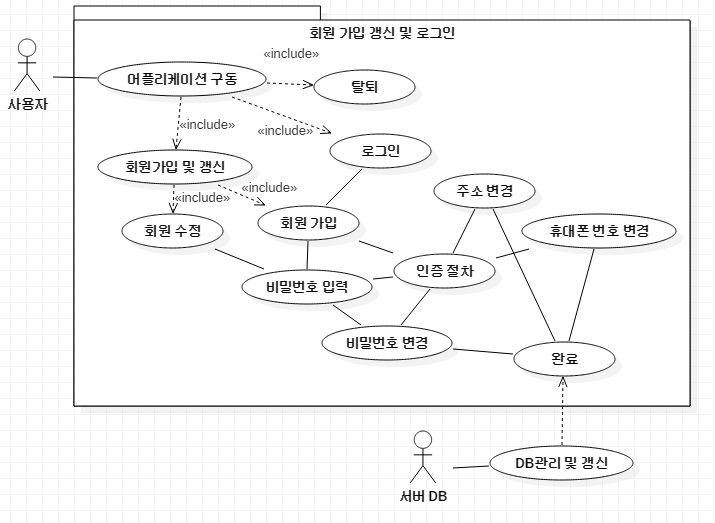 회원 가입 갱신 및 로그인
«include»
어플리케이션 구동
탈퇴
사용자
«include»
«include»
로그인
회원가입 및 갱신
«include»
«include»
주소 변경
회원 수정
회원 가입
휴대폰 번호 변경
인증 절차
비밀번호 입력
비밀번호 변경
완료
DB관리 및 갱신
서버 DB